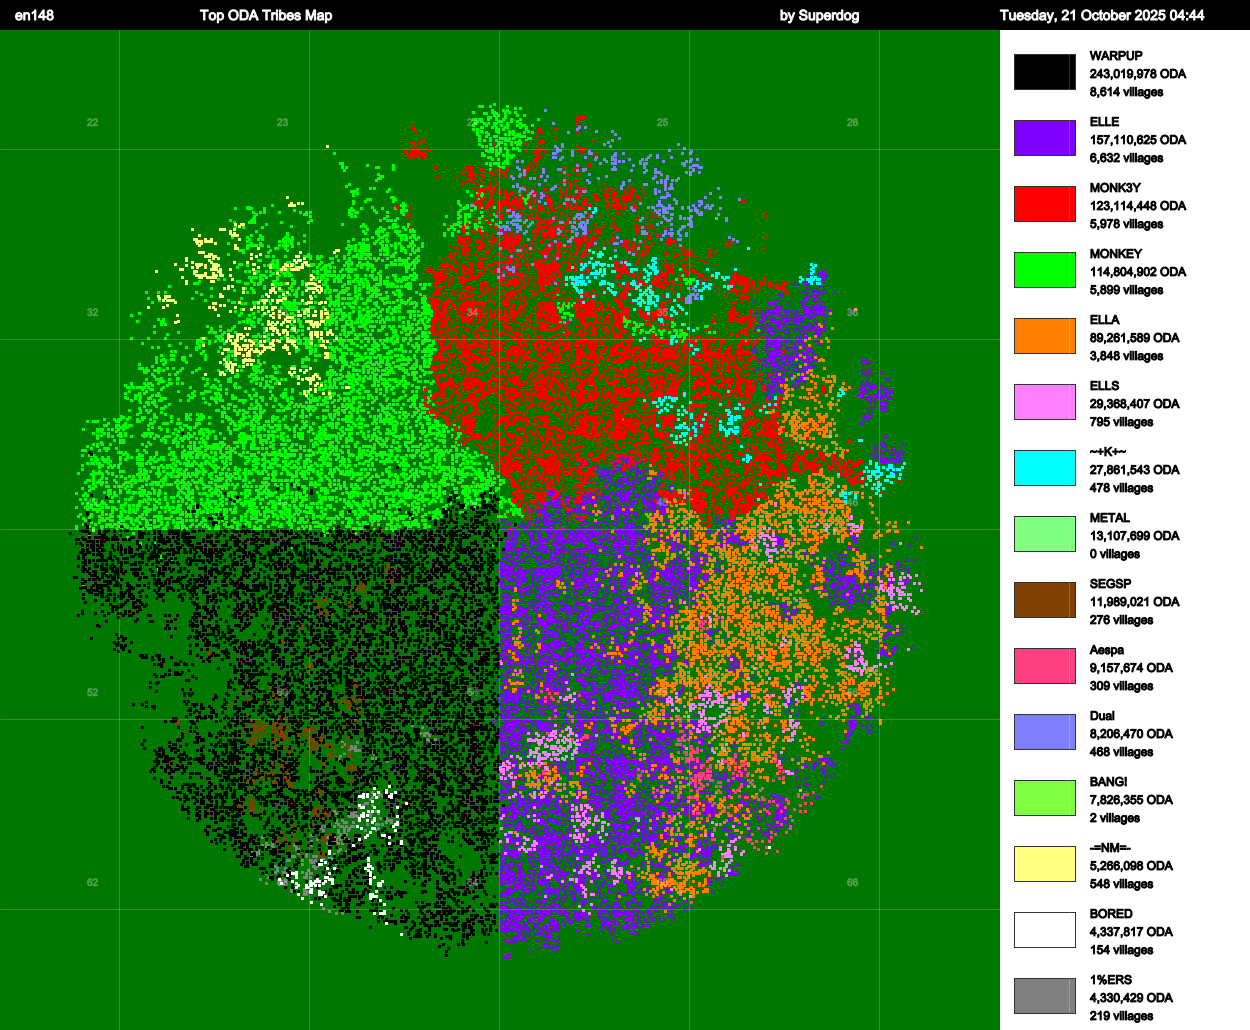 en148 Top ODA Tribes Map by Superdog Tuesday, 21 October 2025 04:44
WARPUP
243,019,978 ODA
8,614 villages
ELLE
157,110,625 ODA
6,632 villages
MONK3Y
123,114,448 ODA
5,978 villages
MONKEY
114,804,902 ODA
5,899 villages
ELLA
89,261,589 ODA
3,848 villages
ELLS
29,368,407 ODA
795 villages
~+K+~
27,861,543 ODA
478 villages
METAL
13,107,699 ODA
0 villages
SEGSP
11,989,021 ODA
276 villages
Aespa
9,157,674 ODA
309 villages
Dual
8,206,470 ODA
468 villages
BANG!
7,826,355 ODA
2 villages
-=NM=-
5,266,098 ODA
548 villages
BORED
4,337,817 ODA
154 villages
1%ERS
4,330,429 ODA
219 villages
22 23 25 26
32 34 35 36
52
62 66